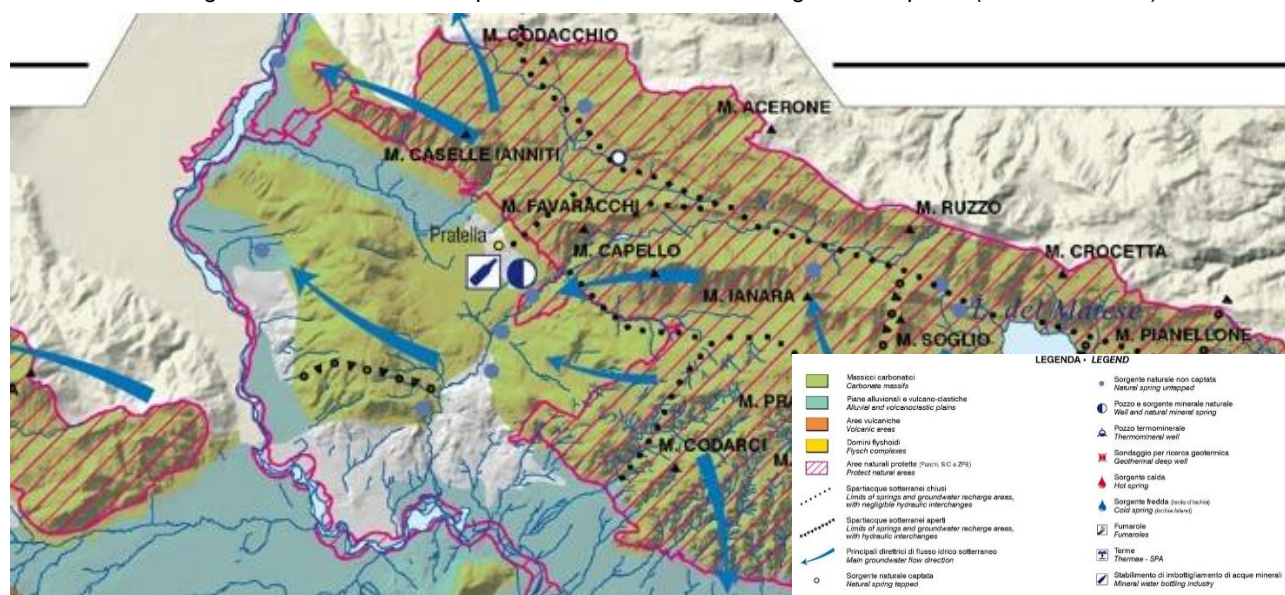 M. CODACCHIO
M. ACERONE
M. CASELLE IANNITI
M. FAVARACCHI
M. RUZZO
Pratella
M. CAPELLO
M. CROCETTA
M. IANARA
L. del Matese
M. SOGLIO
M. PIANELLONE
M. CODARCI
LEGENDA • LEGEND
Massicci carbonatici
Carbonate massifs
Piane alluvionali e vulcano-clastiche
Alluvial and volcanoclastic plains
Aree vulcaniche
Volcanic areas
Domini flyshoidi
Flysch complexes
Aree naturali protette (Parchi, SIC e ZPS)
Protect natural areas
Spartiacque sotterranei chiusi
Limits of springs and groundwater recharge areas,
with negligible hydraulic interchanges
Spartiacque sotterranei aperti
Limits of springs and groundwater recharge areas,
with hydraulic interchanges
Principali direttrici di flusso idrico sotterraneo
Main groundwater flow direction
Sorgente naturale captata
Natural spring tapped
Sorgente naturale non captata
Natural spring untapped
Pozzo e sorgente minerale naturale
Well and natural mineral spring
Pozzo termominerale
Thermomineral well
Sondaggio per ricerca geotermica
Geothermal deep well
Sorgente calda
Hot spring
Sorgente fredda (Isola d'Ischia)
Cold spring (Ischia Island)
Fumarole
Fumaroles
Terme
Thermae - SPA
Stabilimento di imbottigliamento di acque minerali
Mineral water bottling industry